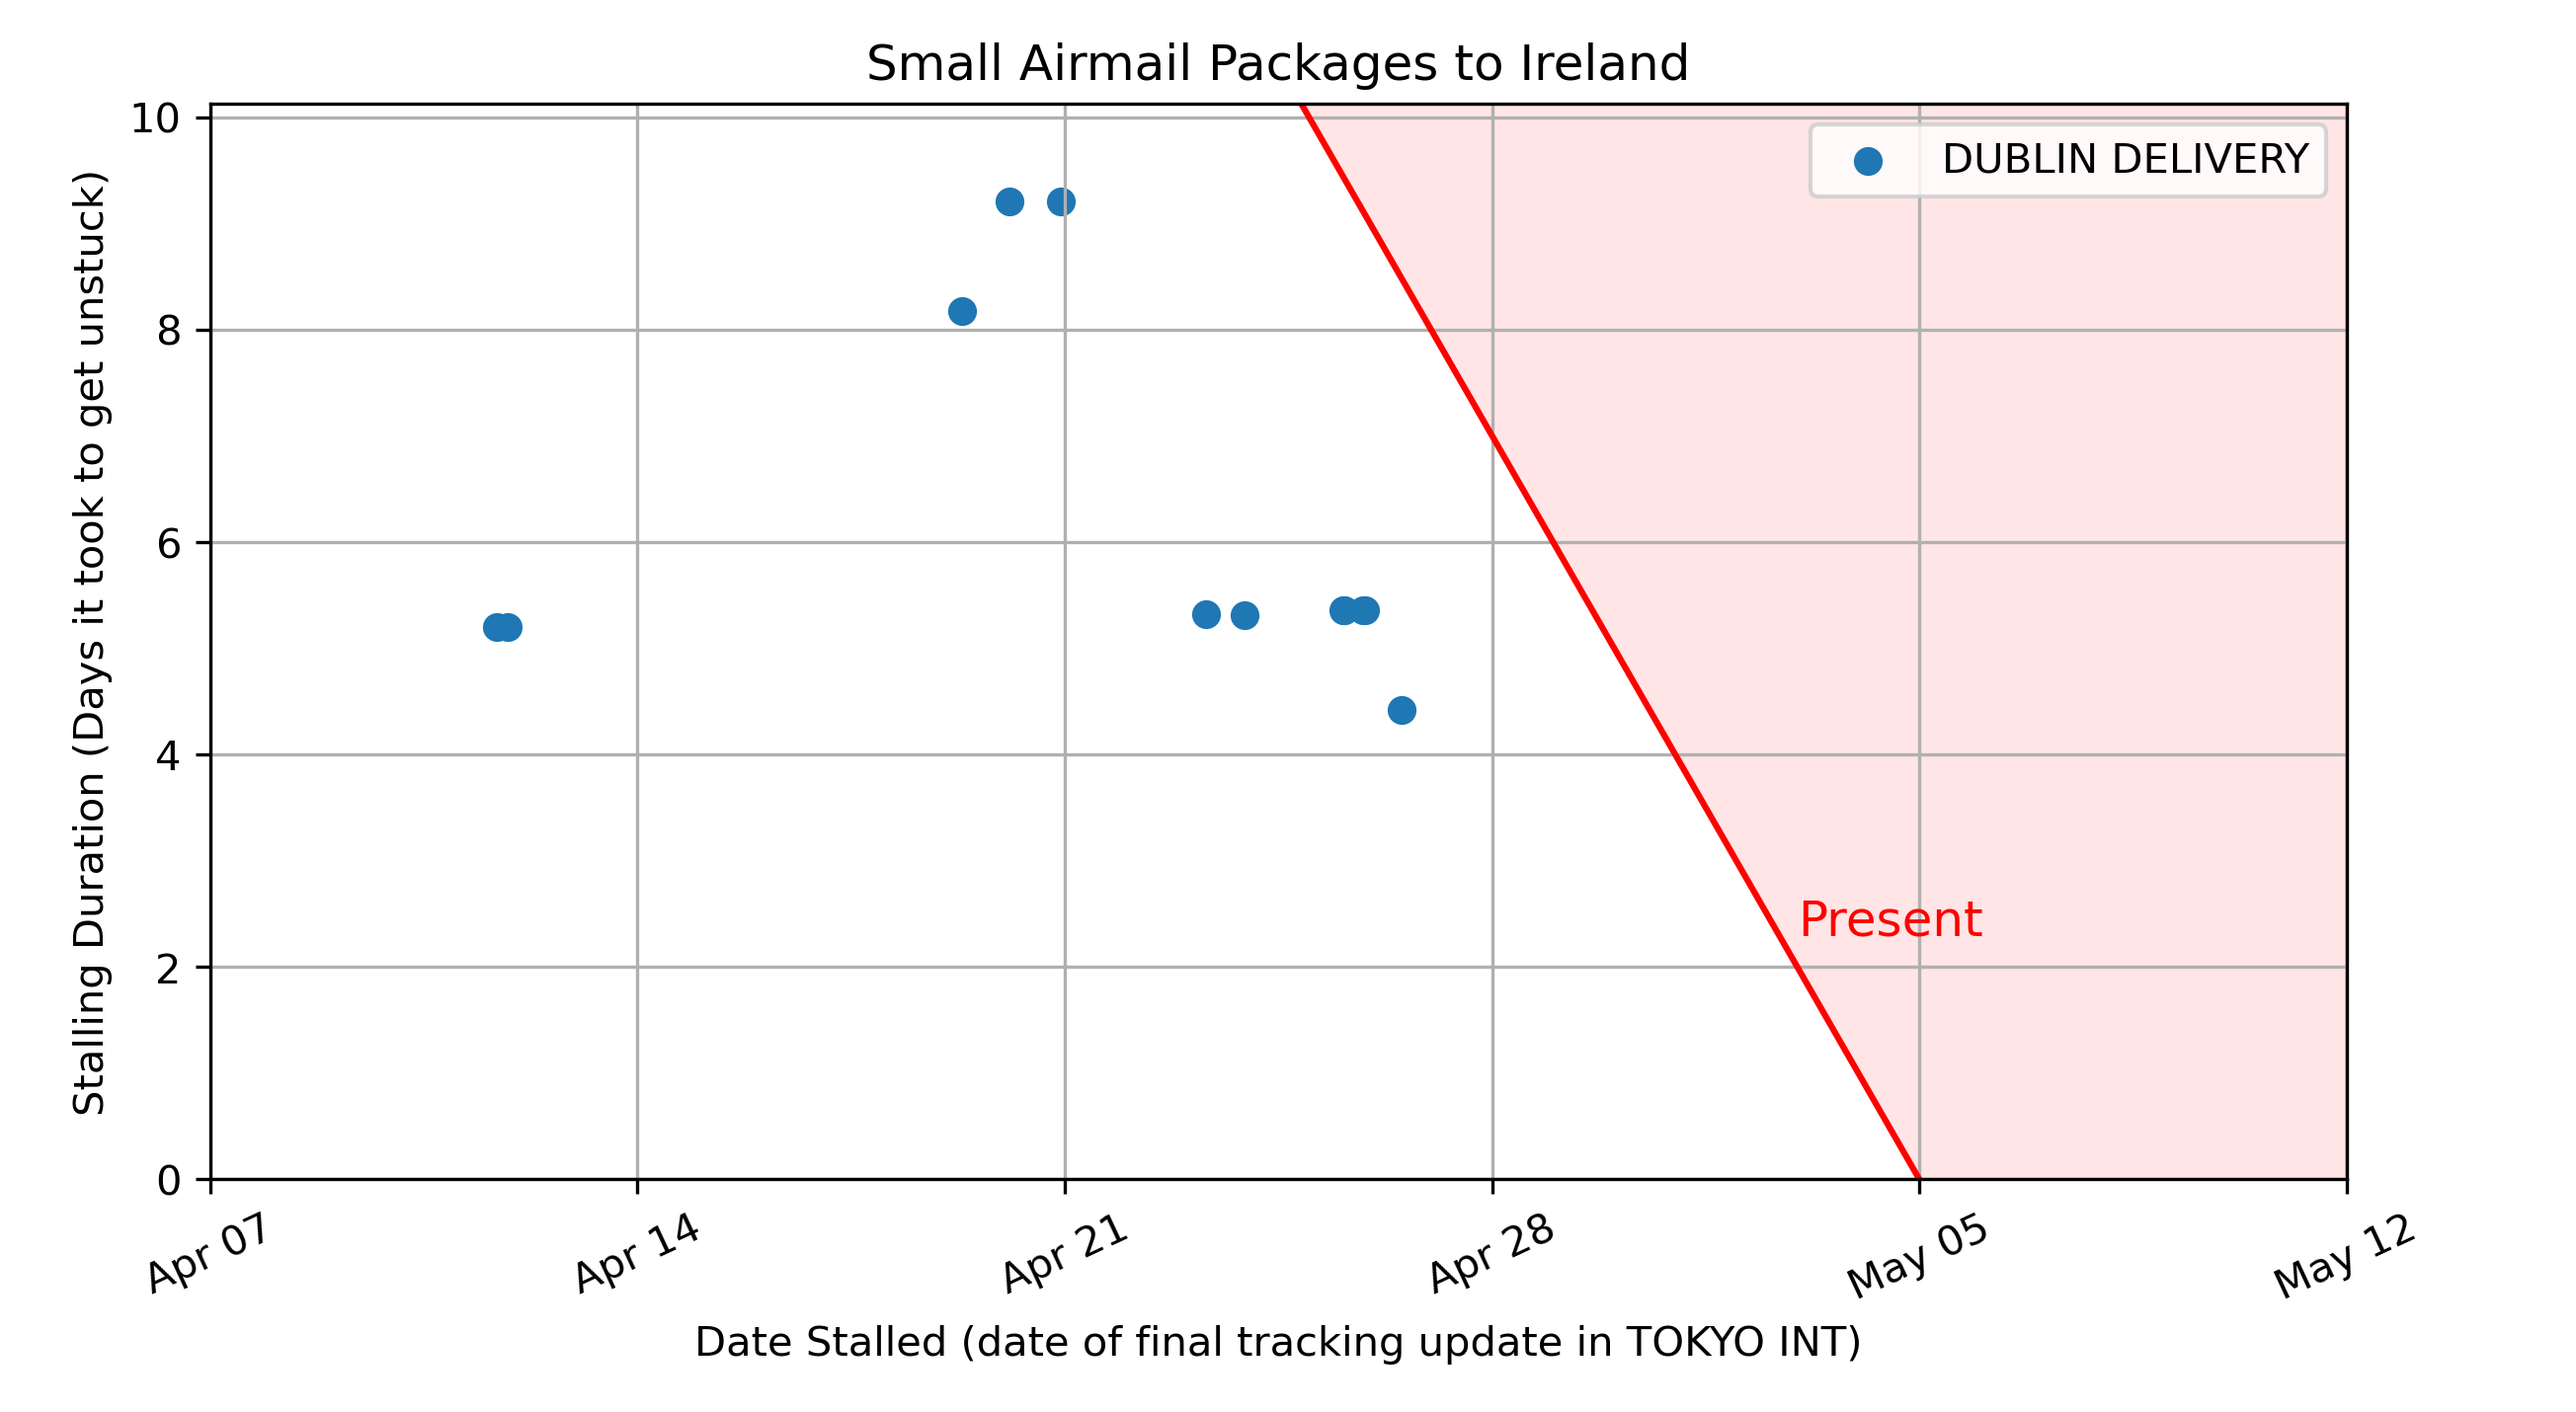 Small Airmail Packages to Ireland
Stalling Duration (Days it took to get unstuck)
10
8
6
4
2
0
DUBLIN DELIVERY
Present
Apr 07
Apr 14
Apr 21
Apr 28
May 05
May 12
Date Stalled (date of final tracking update in TOKYO INT)